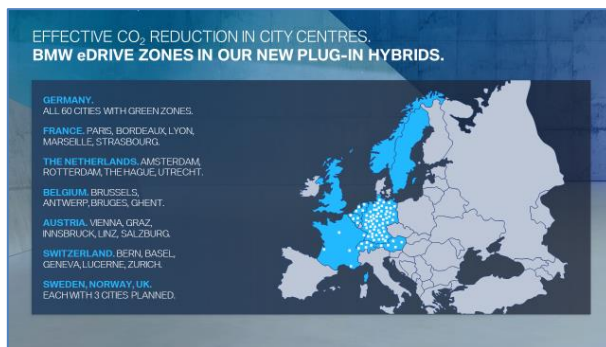 EFFECTIVE CO₂ REDUCTION IN CITY CENTRES.
BMW eDRIVE ZONES IN OUR NEW PLUG-IN HYBRIDS.
GERMANY.
ALL 60 CITIES WITH GREEN ZONES.
FRANCE. PARIS, BORDEAUX, LYON,
MARSEILLE, STRASBOURG.
THE NETHERLANDS. AMSTERDAM,
ROTTERDAM, THE HAGUE, UTRECHT.
BELGIUM. BRUSSELS,
ANTWERP, BRUGES, GHENT.
AUSTRIA. VIENNA, GRAZ,
INNSBRUCK, LINZ, SALZBURG.
SWITZERLAND. BERN, BASEL,
GENEVA, LUCERNE, ZURICH.
SWEDEN, NORWAY, UK.
EACH WITH 3 CITIES PLANNED.